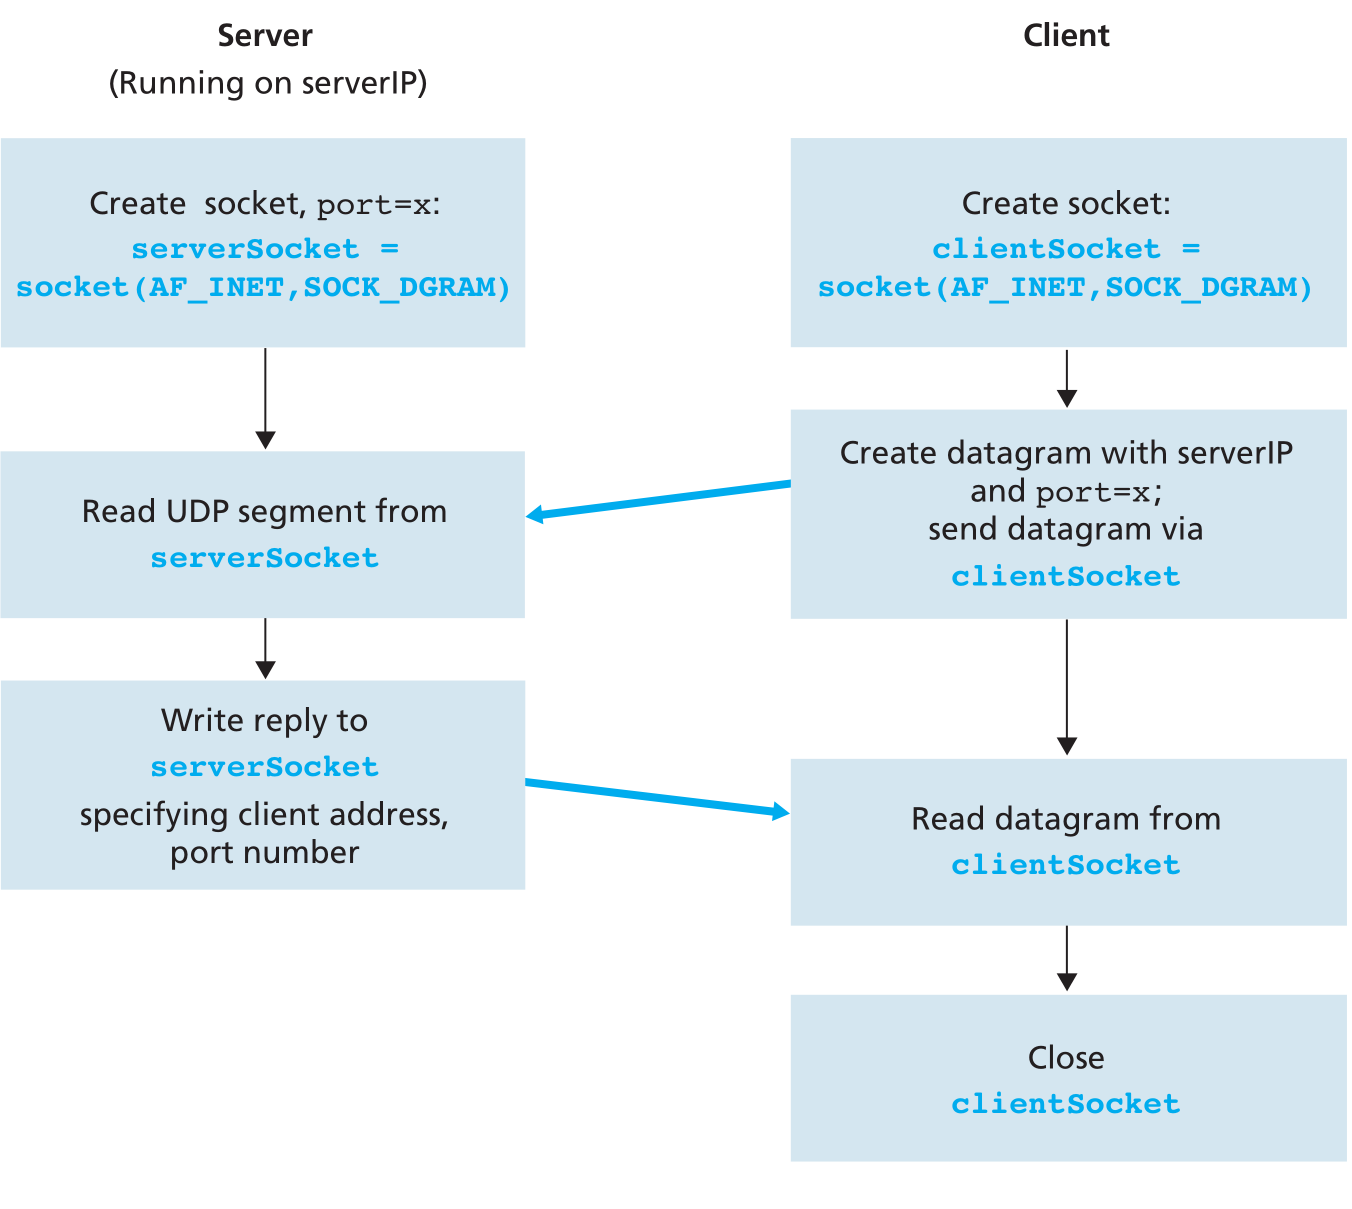 Server
(Running on serverIP)
Create socket, port=x:
serverSocket =
socket(AF_INET,SOCK_DGRAM)
Read UDP segment from
serverSocket
Write reply to
serverSocket
specifying client address,
port number
Client
Create socket:
clientSocket =
socket(AF_INET,SOCK_DGRAM)
Create datagram with serverIP
and port=x;
send datagram via
clientSocket
Read datagram from
clientSocket
Close
clientSocket